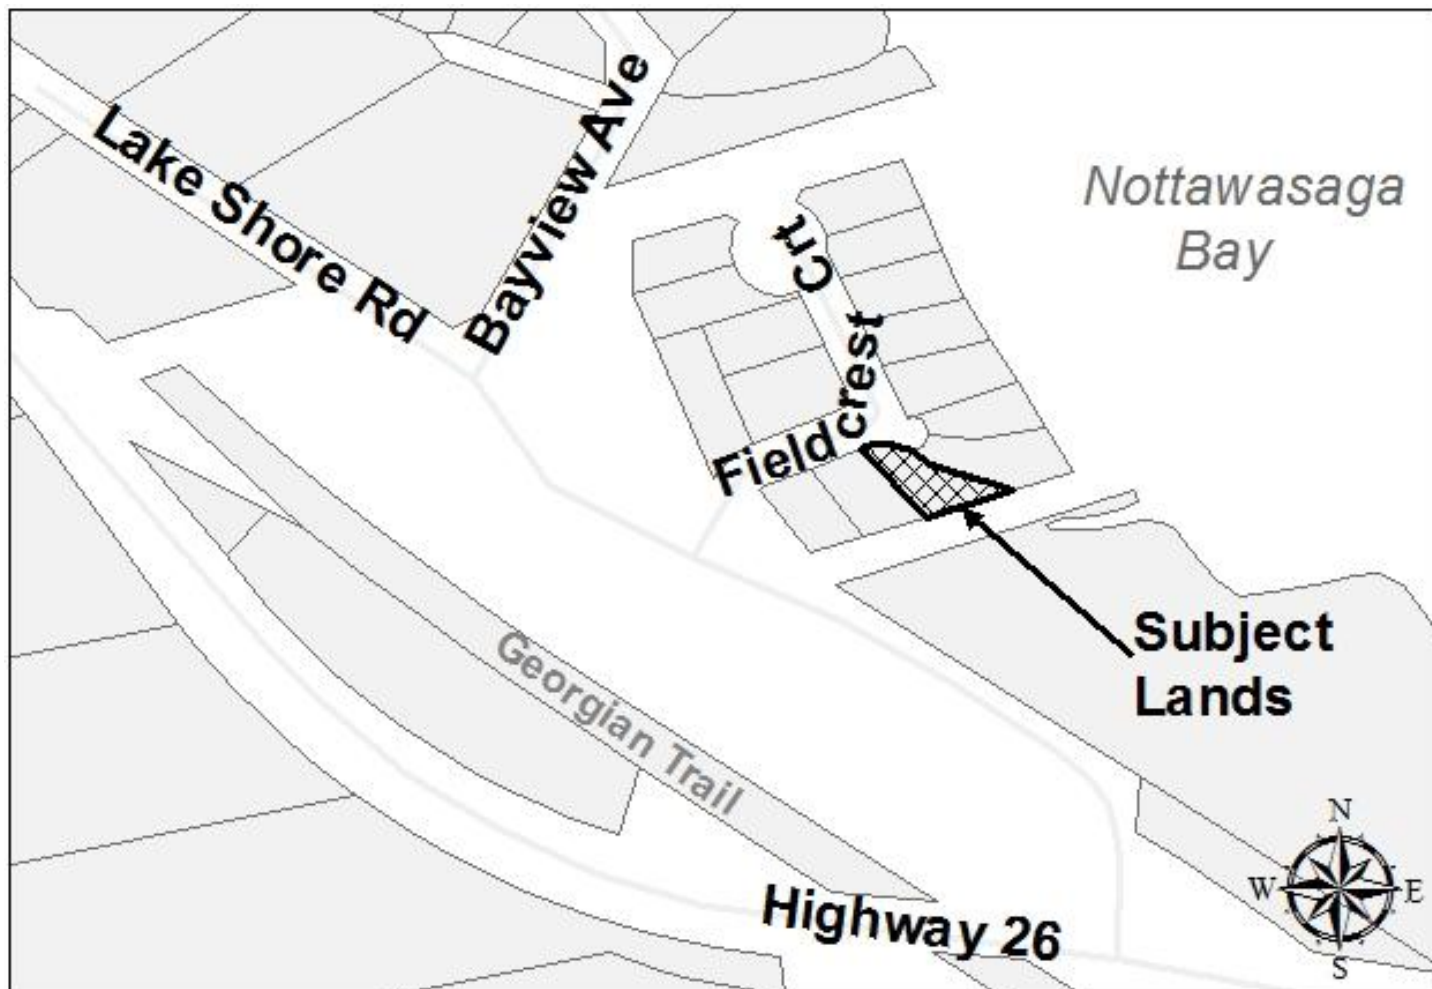 Lake Shore Rd
Bayview Ave
Nottawasaga
Bay
Fieldcrest Crt
Subject
Lands
Georgian Trail
Highway 26
N
W
E
S